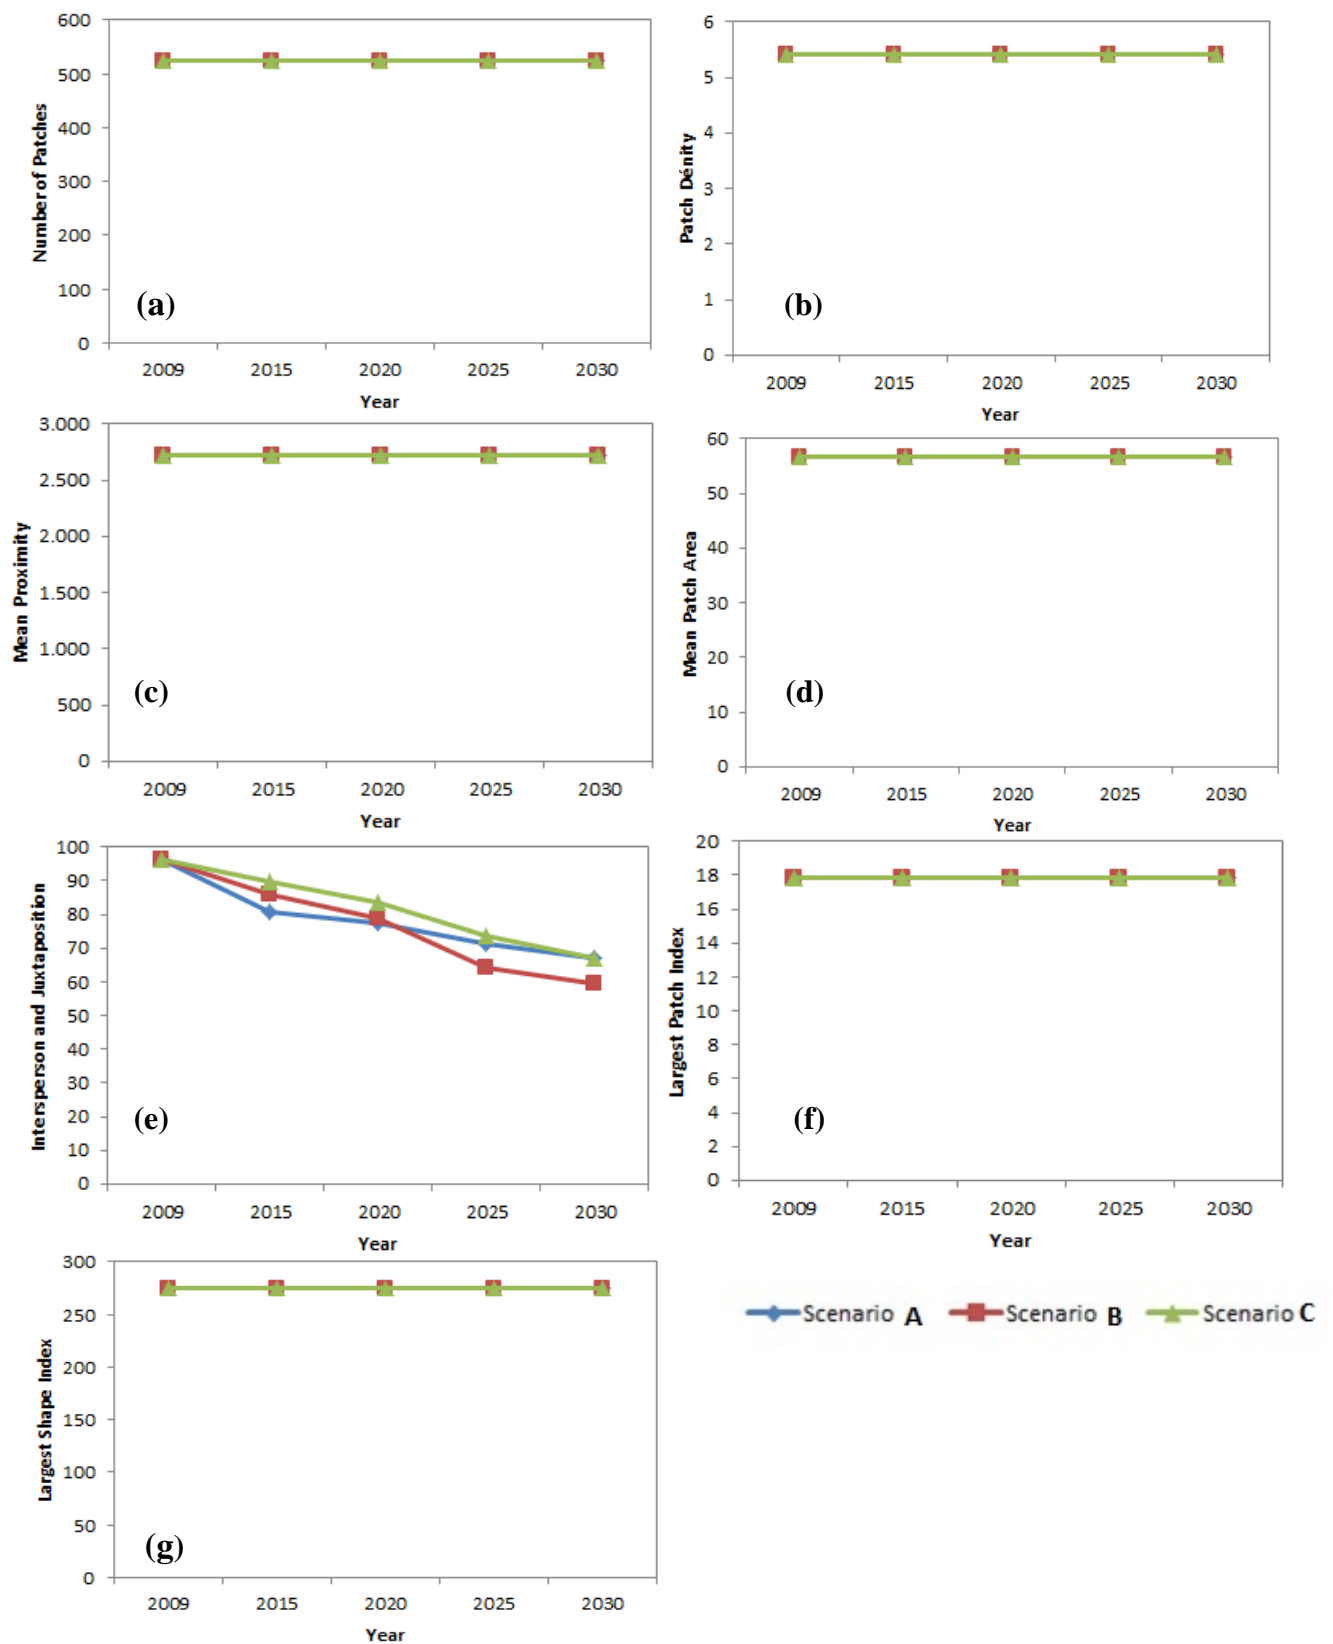 600
500
400
300
200
100
0
Number of Patches
(a)
2009 2015 2020 2025 2030
Year
6
5
4
3
2
1
0
Patch Dénity
(b)
2009 2015 2020 2025 2030
Year
3.000
2.500
2.000
1.500
1.000
500
0
Mean Proximity
(c)
2009 2015 2020 2025 2030
Year
60
50
40
30
20
10
0
Mean Patch Area
(d)
2009 2015 2020 2025 2030
Year
100
90
80
70
60
50
40
30
20
10
0
Intersperson and Juxtaposition
(e)
2009 2015 2020 2025 2030
Year
20
18
16
14
12
10
8
6
4
2
0
Largest Patch Index
(f)
2009 2015 2020 2025 2030
Year
300
250
200
150
100
50
0
Largest Shape Index
(g)
2009 2015 2020 2025 2030
Year
Scenario A Scenario B Scenario C